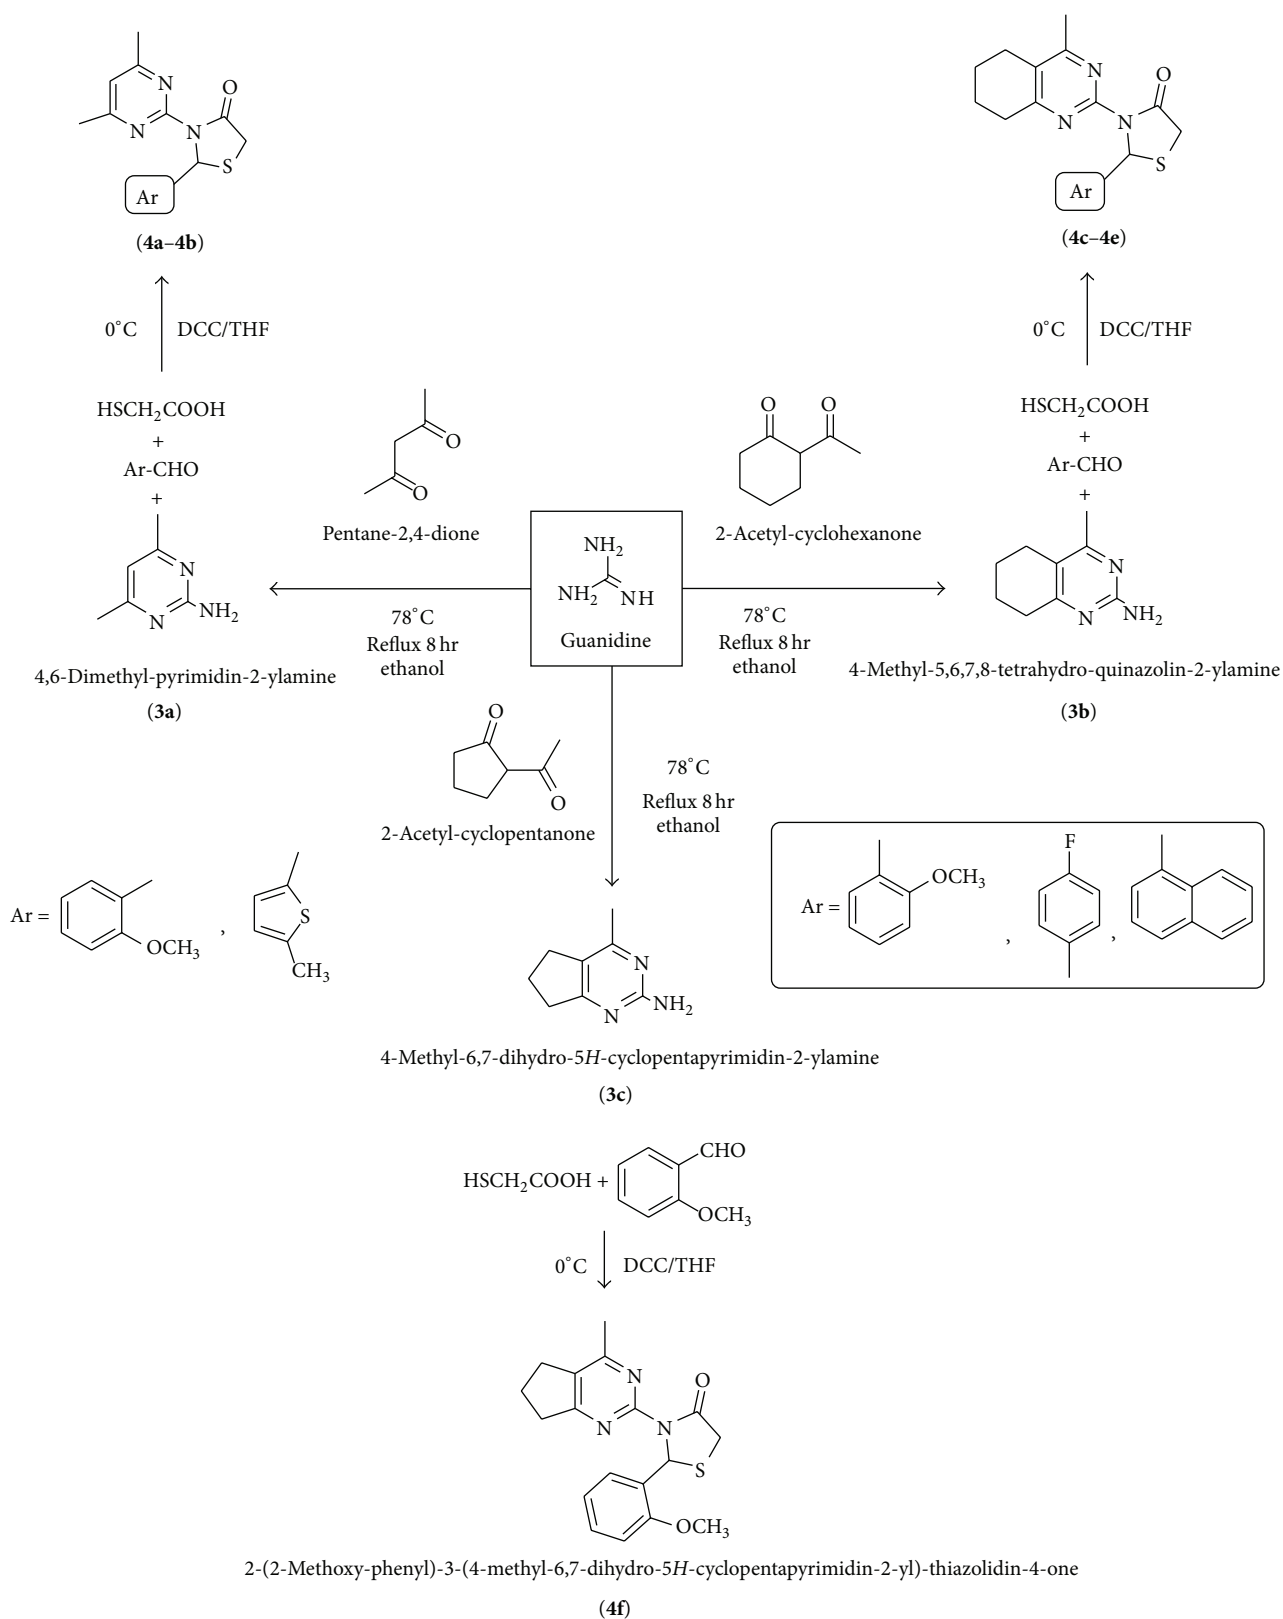 N
N
N
O
S
Ar
(4a–4b)
0°C
DCC/THF
HSCH2COOH
+
Ar-CHO
+
N
N
NH2
4,6-Dimethyl-pyrimidin-2-ylamine
(3a)
O
O
Pentane-2,4-dione
78°C
Reflux 8 hr
ethanol
NH2
NH2
NH
Guanidine
O
O
2-Acetyl-cyclohexanone
78°C
Reflux 8 hr
ethanol
N
N
N
O
S
Ar
(4c–4e)
0°C
DCC/THF
HSCH2COOH
+
Ar-CHO
+
N
N
NH2
4-Methyl-5,6,7,8-tetrahydro-quinazolin-2-ylamine
(3b)
O
O
2-Acetyl-cyclopentanone
78°C
Reflux 8 hr
ethanol
Ar =
OCH3
,
S
CH3
Ar =
OCH3
,
F
,
N
N
NH2
4-Methyl-6,7-dihydro-5H-cyclopentapyrimidin-2-ylamine
(3c)
HSCH2COOH +
CHO
OCH3
0°C
DCC/THF
N
N
N
O
S
OCH3
2-(2-Methoxy-phenyl)-3-(4-methyl-6,7-dihydro-5H-cyclopentapyrimidin-2-yl)-thiazolidin-4-one
(4f)